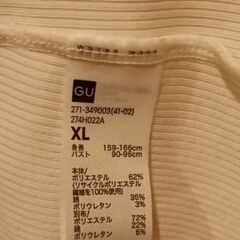 GU
271-349003(41-02)
274H022A
XL
身長 159-166cm
バスト 90-96cm
本体/
ポリエステル 62%
(リサイクルポリエステル
繊維を100%使用)
綿 35%
ポリウレタン 3%
別布/
ポリエステル 72%
綿 22%
ポリウレタン 6%